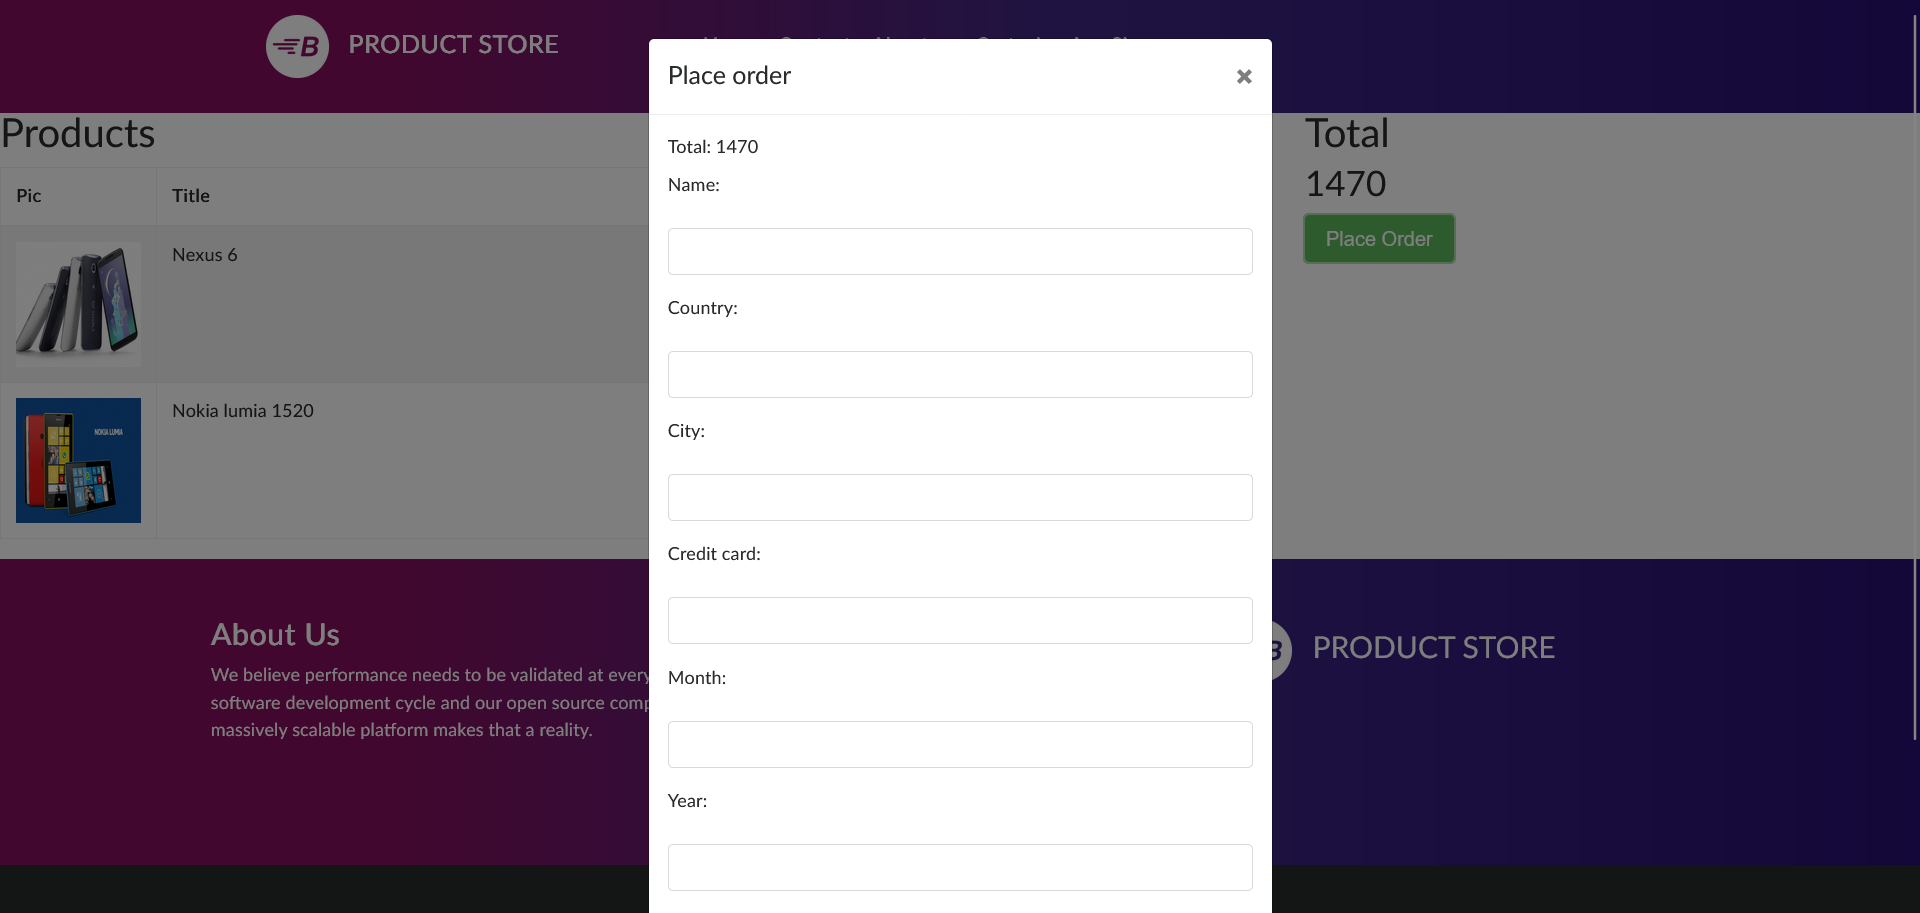 PRODUCT STORE
Place order
Total: 1470
Name:
Country:
City:
Credit card:
Month:
Year:
Products
Pic
Title
Nexus 6
Nokia lumia 1520
NOKIA LUMIA
Total
1470
Place Order
About Us
We believe performance needs to be validated at every
software development cycle and our open source
massively scalable platform makes that a reality.
B PRODUCT STORE